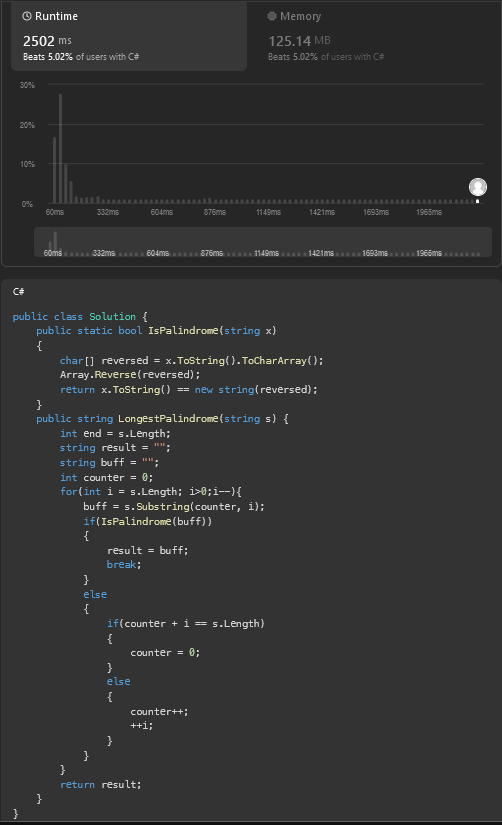 Runtime
Memory
2502 ms
125.14 MB
Beats 5.02% of users with C#
Beats 5.02% of users with C#
30%
20%
10%
0%
60ms 332ms 604ms 876ms 1149ms 1421ms 1693ms 1965ms
60ms 332ms 604ms 876ms 1149ms 1421ms 1693ms 1965ms
C#
public class Solution {
    public static bool IsPalindrome(string x)
    {
        char[] reversed = x.ToString().ToCharArray();
        Array.Reverse(reversed);
        return x.ToString() == new string(reversed);
    }
    public string LongestPalindrome(string s) {
        int end = s.Length;
        string result = "";
        string buff = "";
        int counter = 0;
        for(int i = s.Length; i>0;i--){
            buff = s.Substring(counter, i);
            if(IsPalindrome(buff))
            {
                result = buff;
                break;
            }
            else
            {
                if(counter + i == s.Length)
                {
                    counter = 0;
                }
                else
                {
                    counter++;
                    ++i;
                }
            }
        }
        return result;
    }
}